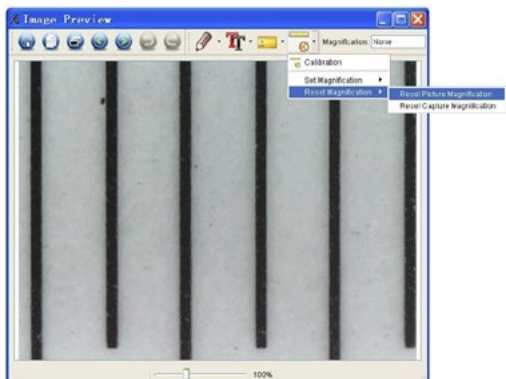 Image Preview
Magnification: None
Calibration
Set Magnification
Reset Magnification
Reset Picture Magnification
Reset Capture Magnification
100%